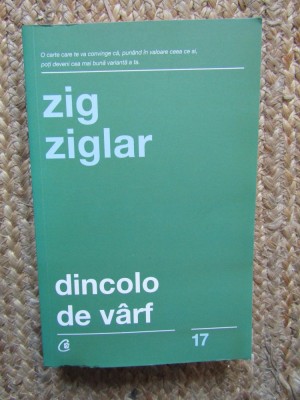 O carte care te va convinge că, punând în valoare ceea ce ai,
poți deveni cea mai bună variantă a ta.
zig
ziglar
dincolo
de vârf
17